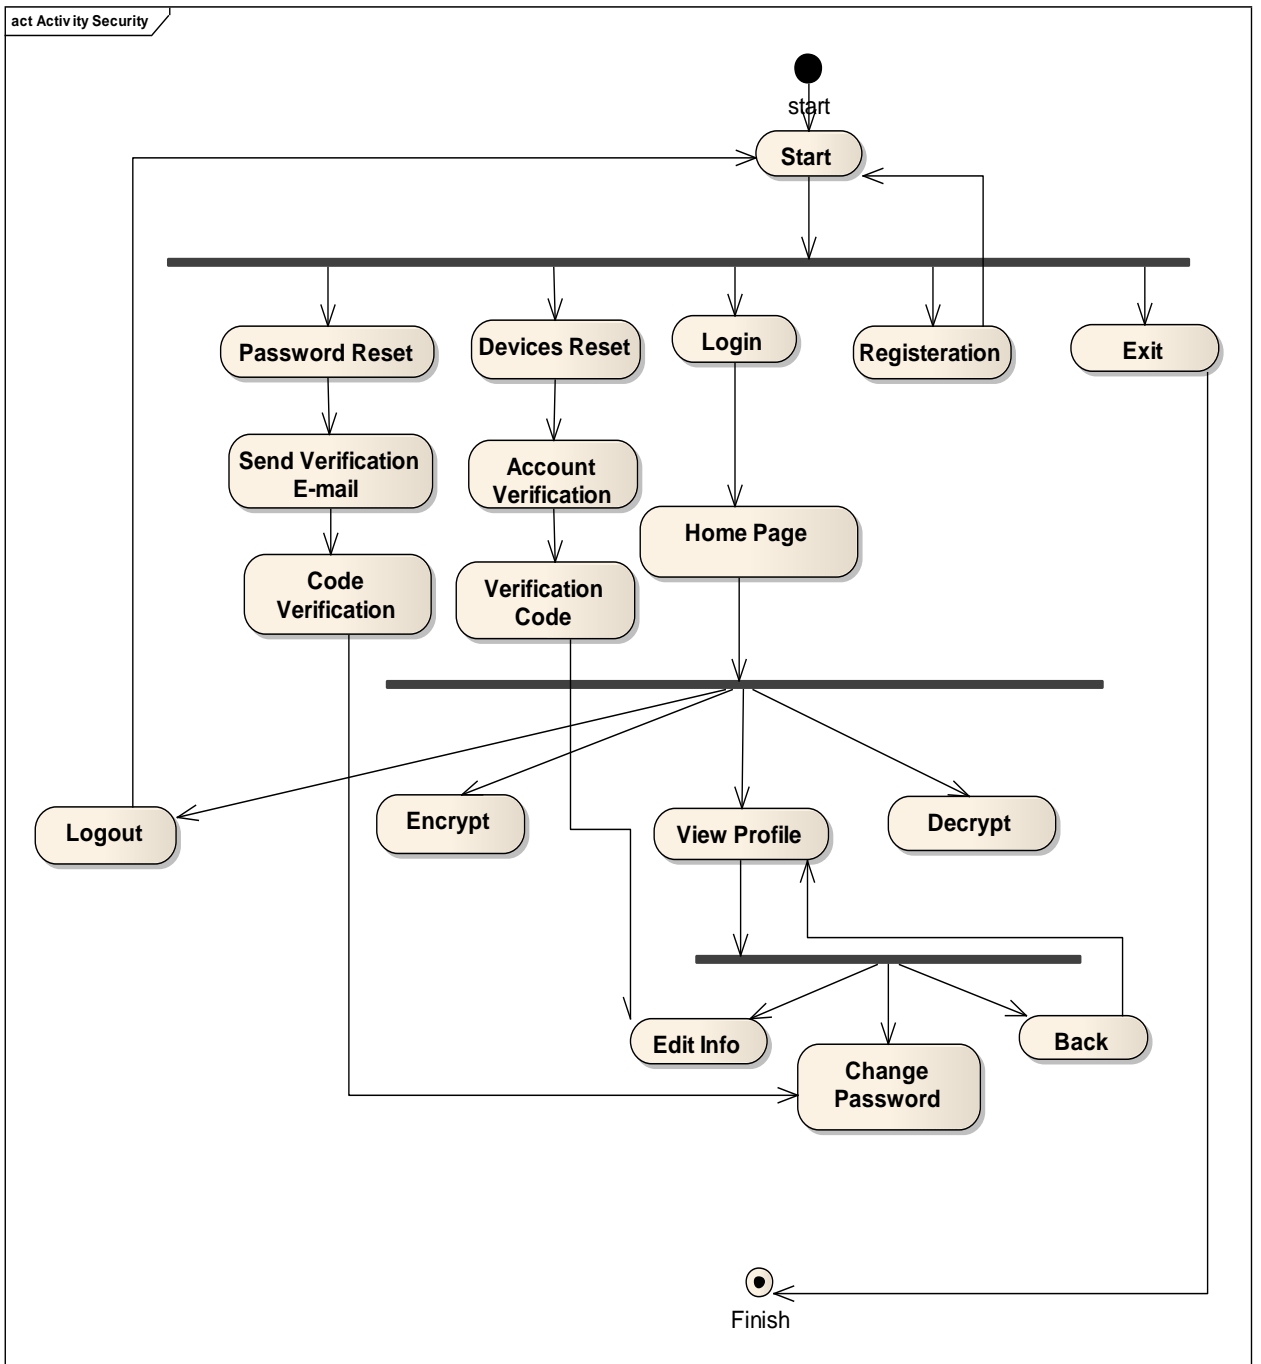 act Activity Security
start
Start
Password Reset
Devices Reset
Login
Registeration
Exit
Send Verification
E-mail
Account
Verification
Home Page
Code
Verification
Verification
Code
Logout
Encrypt
View Profile
Decrypt
Edit Info
Change
Password
Back
Finish